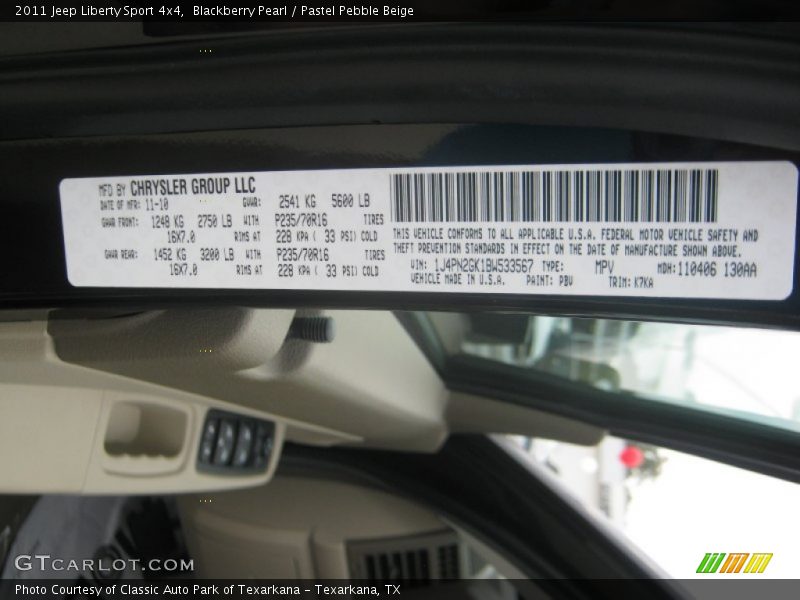 2011 Jeep Liberty Sport 4x4, Blackberry Pearl / Pastel Pebble Beige
MFD BY CHRYSLER GROUP LLC
DATE OF MFR: 11-10 GVWR: 2541 KG 5600 LB
GAWR FRONT: 1248 KG 2750 LB WITH P235/70R16 TIRES
16X7.0 RIMS AT 228 KPA ( 33 PSI) COLD
GAWR REAR: 1452 KG 3200 LB WITH P235/70R16 TIRES
16X7.0 RIMS AT 228 KPA ( 33 PSI) COLD
THIS VEHICLE CONFORMS TO ALL APPLICABLE U.S.A. FEDERAL MOTOR VEHICLE SAFETY AND
THEFT PREVENTION STANDARDS IN EFFECT ON THE DATE OF MANUFACTURE SHOWN ABOVE.
VIN: 1J4PN2GK1BW533567 TYPE: MPV MDH: 110406 130AA
VEHICLE MADE IN U.S.A. PAINT: PBV TRIM: K7KA
GTCARLOT.COM
Photo Courtesy of Classic Auto Park of Texarkana - Texarkana, TX